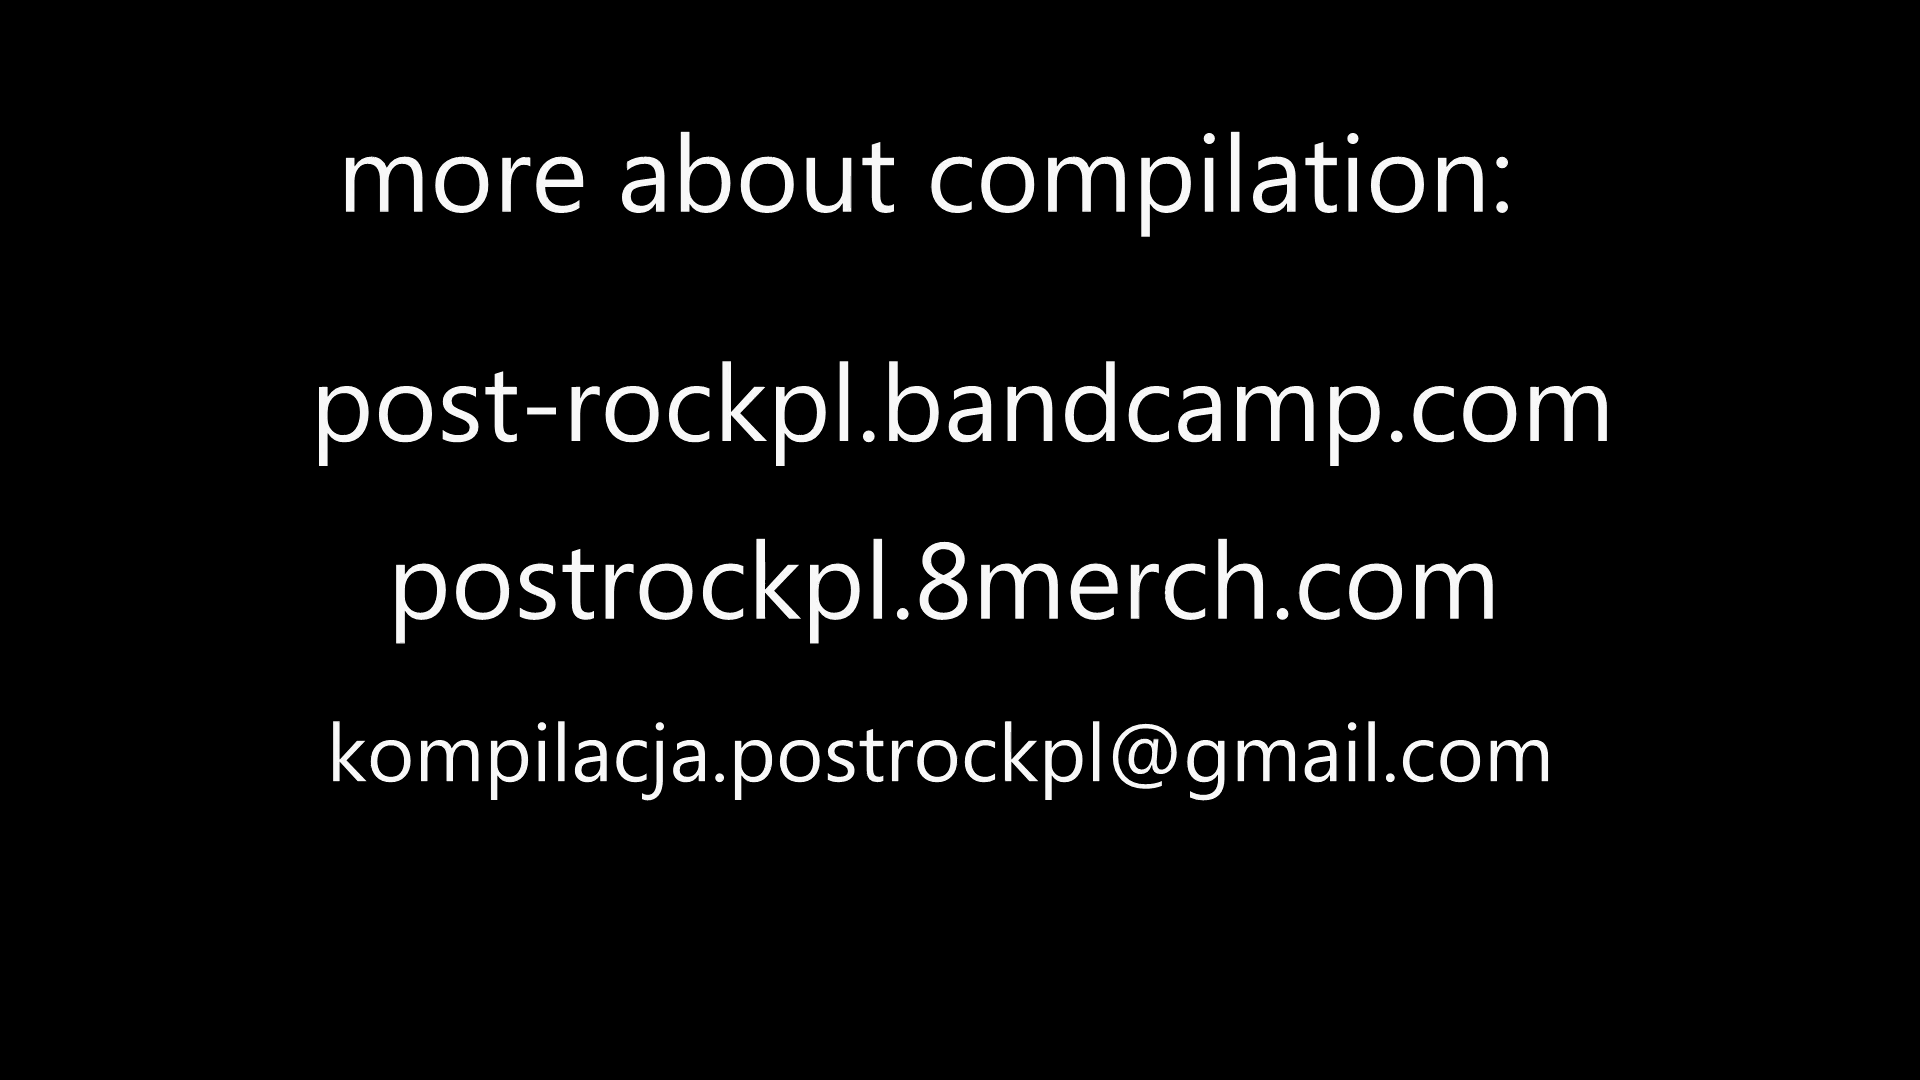 more about compilation:
post-rockpl.bandcamp.com
postrockpl.8merch.com
kompilacja.postrockpl@gmail.com